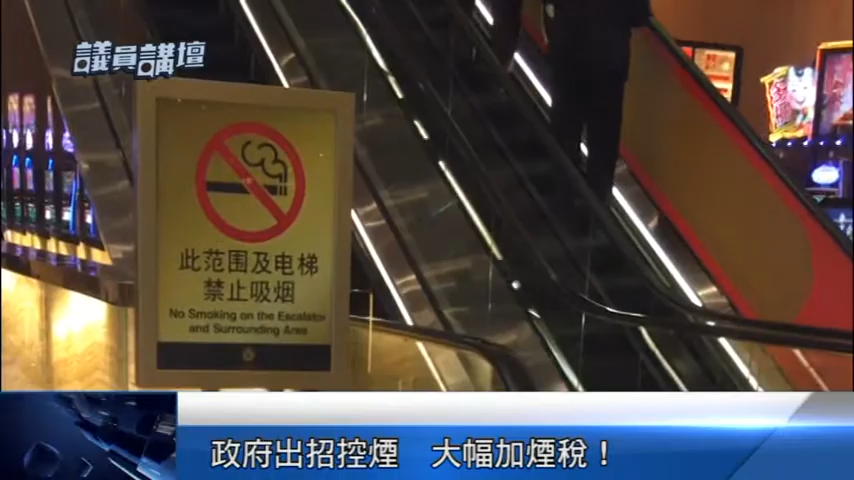 議員講壇
此范围及电梯
禁止吸烟
No Smoking on the Escalator
and Surrounding Area
政府出招控煙 大幅加煙稅！